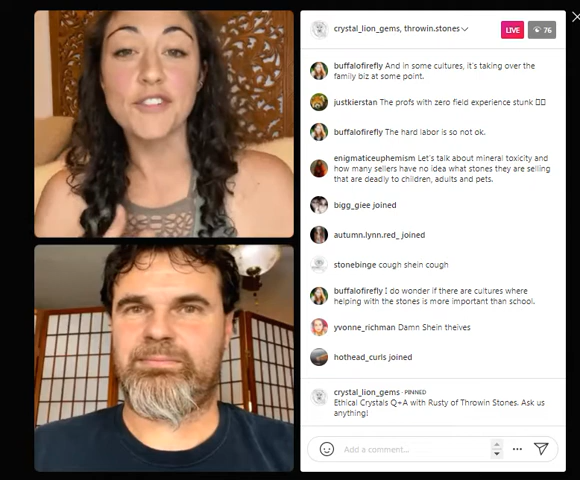 crystal_lion_gems, throwin.stones
LIVE
76
buffalofirefly And in some cultures, it's taking over the
family biz at some point.
justkierstan The profs with zero field experience stunk
buffalofirefly The hard labor is so not ok.
enigmaticeuphemism Let's talk about mineral toxicity and
how many sellers have no idea what stones they are selling
that are deadly to children, adults and pets.
bigg_giee joined
autumn.lynn.red_ joined
stonebinge cough shein cough
buffalofirefly I do wonder if there are cultures where
helping with the stones is more important than school.
yvonne_richman Damn Shein theives
hothead_curls joined
crystal_lion_gems · PINNED
Ethical Crystals Q+A with Rusty of Throwin Stones. Ask us
anything!
Add a comment...